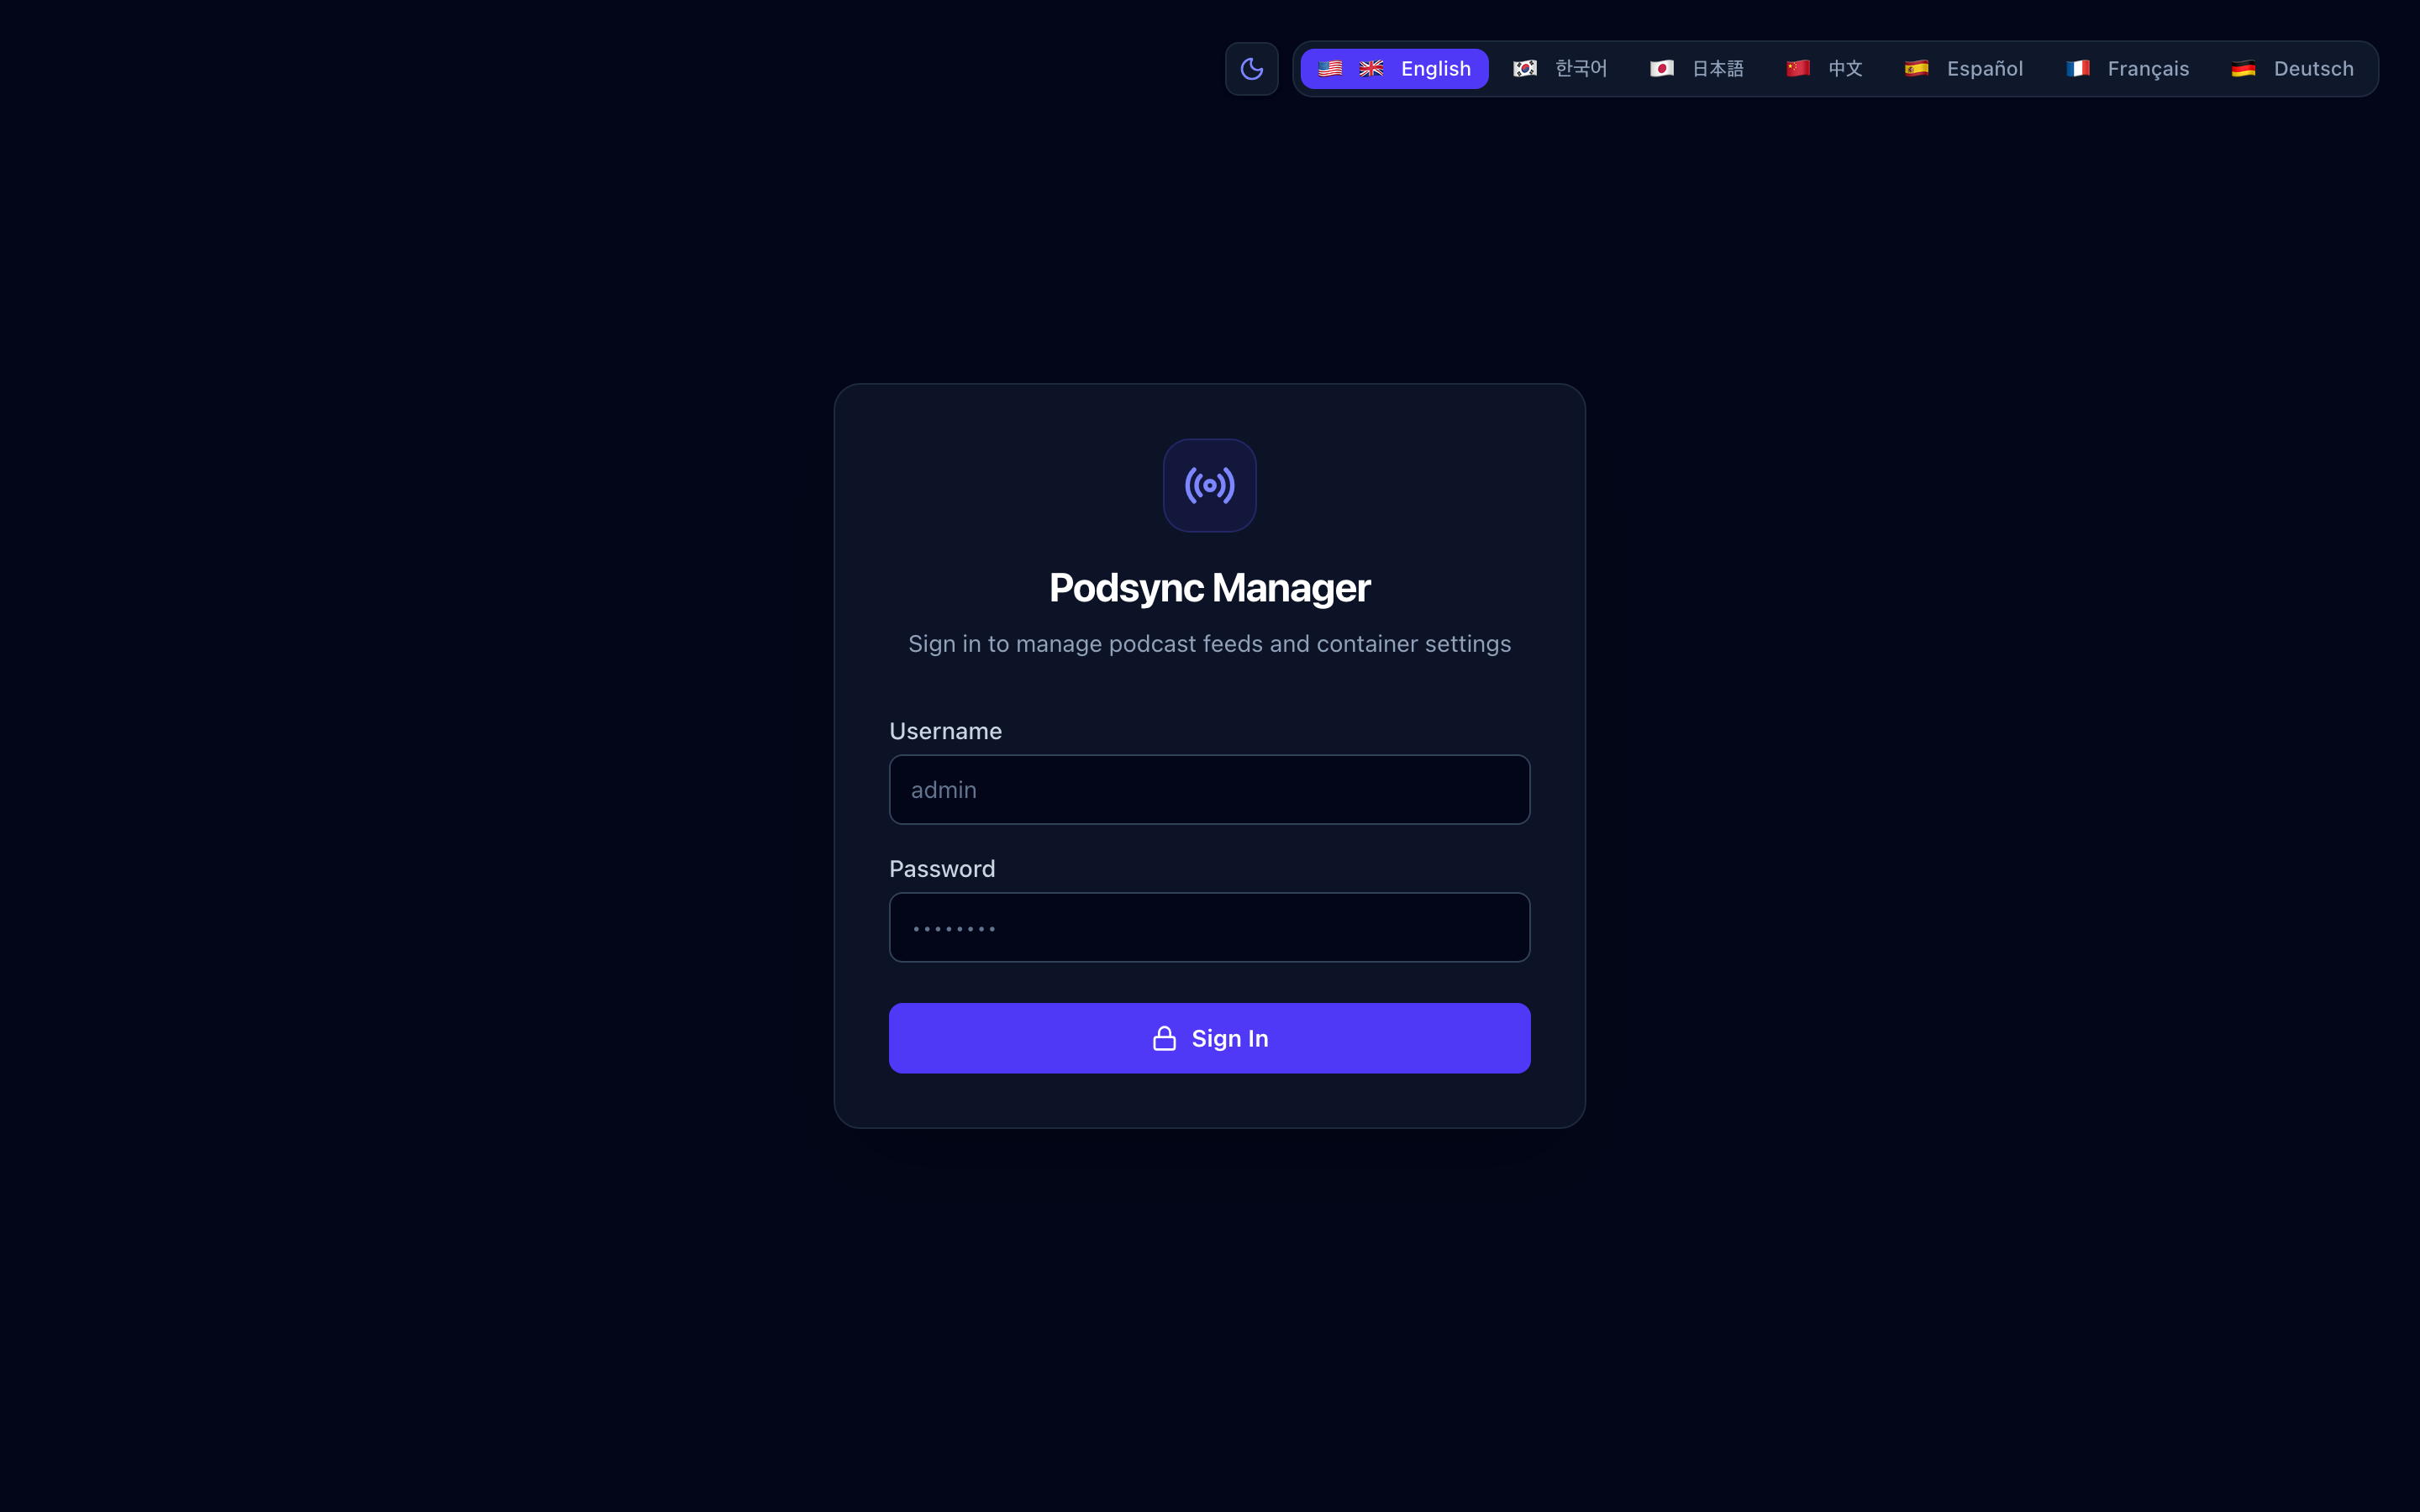 English 한국어 日本語 中文 Español Français Deutsch
Podsync Manager
Sign in to manage podcast feeds and container settings
Username
admin
Password
••••••••
Sign In